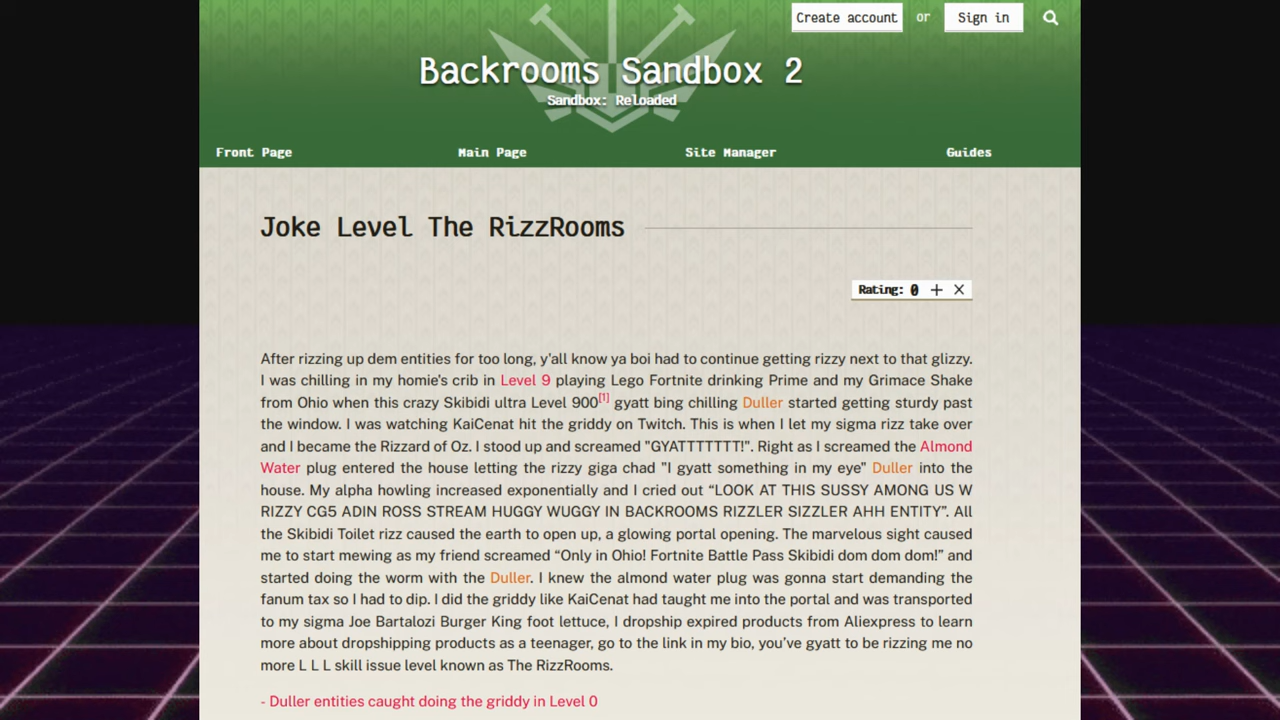 Create account or Sign in
Backrooms Sandbox 2
Sandbox: Reloaded
Front Page Main Page Site Manager Guides
Joke Level The RizzRooms
Rating: 0 + ×
After rizzing up dem entities for too long, y'all know ya boi had to continue getting rizzy next to that glizzy.
I was chilling in my homie's crib in Level 9 playing Lego Fortnite drinking Prime and my Grimace Shake
from Ohio when this crazy Skibidi ultra Level 900[1] gyatt bing chilling Duller started getting sturdy past
the window. I was watching KaiCenat hit the griddy on Twitch. This is when I let my sigma rizz take over
and I became the Rizzard of Oz. I stood up and screamed "GYATTTTTTT!". Right as I screamed the Almond
Water plug entered the house letting the rizzy giga chad "I gyatt something in my eye" Duller into the
house. My alpha howling increased exponentially and I cried out “LOOK AT THIS SUSSY AMONG US W
RIZZY CG5 ADIN ROSS STREAM HUGGY WUGGY IN BACKROOMS RIZZLER SIZZLER AHH ENTITY”. All
the Skibidi Toilet rizz caused the earth to open up, a glowing portal opening. The marvelous sight caused
me to start mewing as my friend screamed “Only in Ohio! Fortnite Battle Pass Skibidi dom dom dom!” and
started doing the worm with the Duller. I knew the almond water plug was gonna start demanding the
fanum tax so I had to dip. I did the griddy like KaiCenat had taught me into the portal and was transported
to my sigma Joe Bartalozi Burger King foot lettuce, I dropship expired products from Aliexpress to learn
more about dropshipping products as a teenager, go to the link in my bio, you’ve gyatt to be rizzing me no
more L L L skill issue level known as The RizzRooms.
- Duller entities caught doing the griddy in Level 0